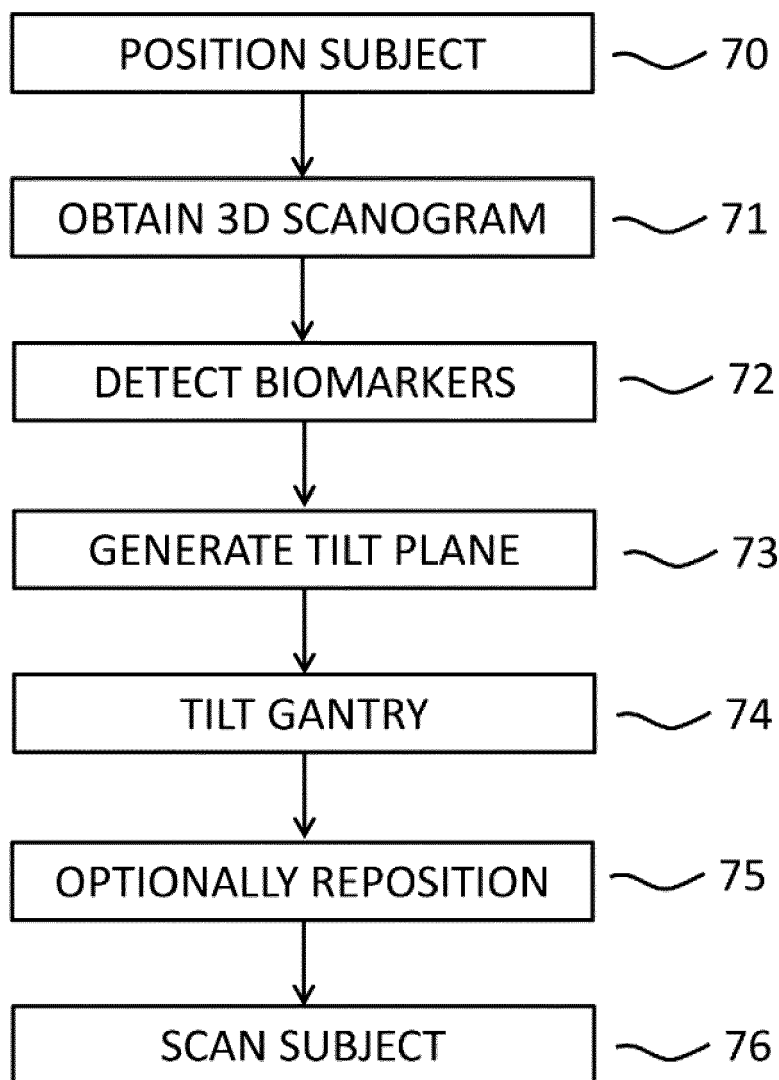 POSITION SUBJECT 70
OBTAIN 3D SCANOGRAM 71
DETECT BIOMARKERS 72
GENERATE TILT PLANE 73
TILT GANTRY 74
OPTIONALLY REPOSITION 75
SCAN SUBJECT 76